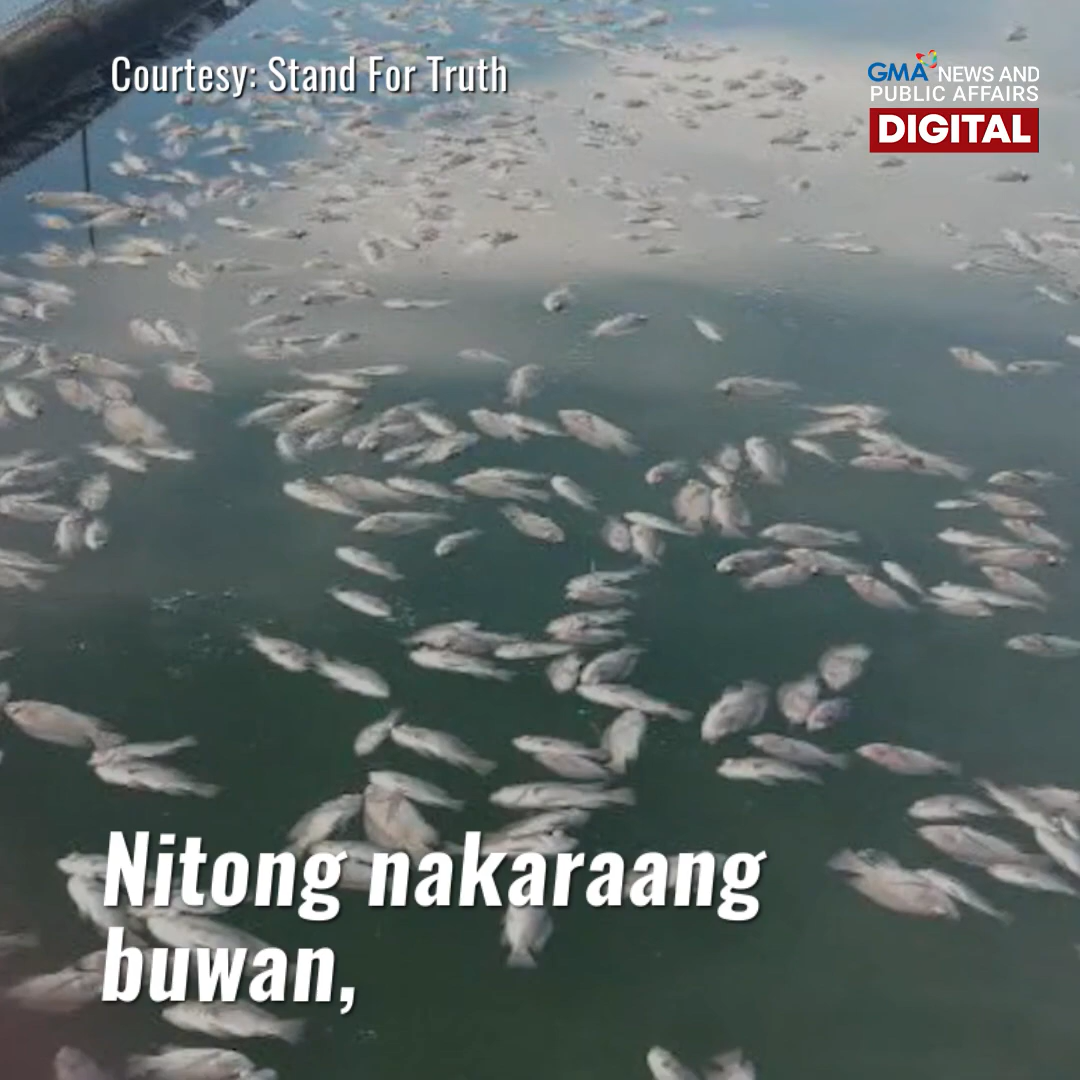 Courtesy: Stand For Truth
GMA NEWS AND
PUBLIC AFFAIRS
DIGITAL
Nitong nakaraang
buwan,